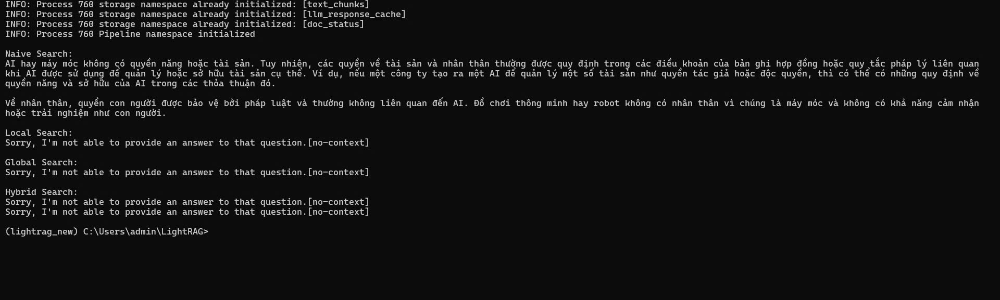 INFO: Process 760 storage namespace already initialized: [text_chunks]
INFO: Process 760 storage namespace already initialized: [llm_response_cache]
INFO: Process 760 storage namespace already initialized: [doc_status]
INFO: Process 760 Pipeline namespace initialized
Naive Search:
AI hay máy móc không có quyền năng hoặc tài sản. Tuy nhiên, các quyền về tài sản và nhân thân thường được quy định trong các điều khoản của bản ghi hợp đồng hoặc quy tắc pháp lý liên quan
khi AI được sử dụng để quản lý hoặc sở hữu tài sản cụ thể. Ví dụ, nếu một công ty tạo ra một AI để quản lý một số tài sản như quyền tác giả hoặc độc quyền, thì có thể có những quy định về
quyền năng và sở hữu của AI trong các thỏa thuận đó.
Về nhân thân, quyền con người được bảo vệ bởi pháp luật và thường không liên quan đến AI. Đồ chơi thông minh hay robot không có nhân thân vì chúng là máy móc và không có khả năng cảm nhận
hoặc trải nghiệm như con người.
Local Search:
Sorry, I'm not able to provide an answer to that question.[no-context]
Global Search:
Sorry, I'm not able to provide an answer to that question.[no-context]
Hybrid Search:
Sorry, I'm not able to provide an answer to that question.[no-context]
Sorry, I'm not able to provide an answer to that question.[no-context]
(lightrag_new) C:\Users\admin\LightRAG>